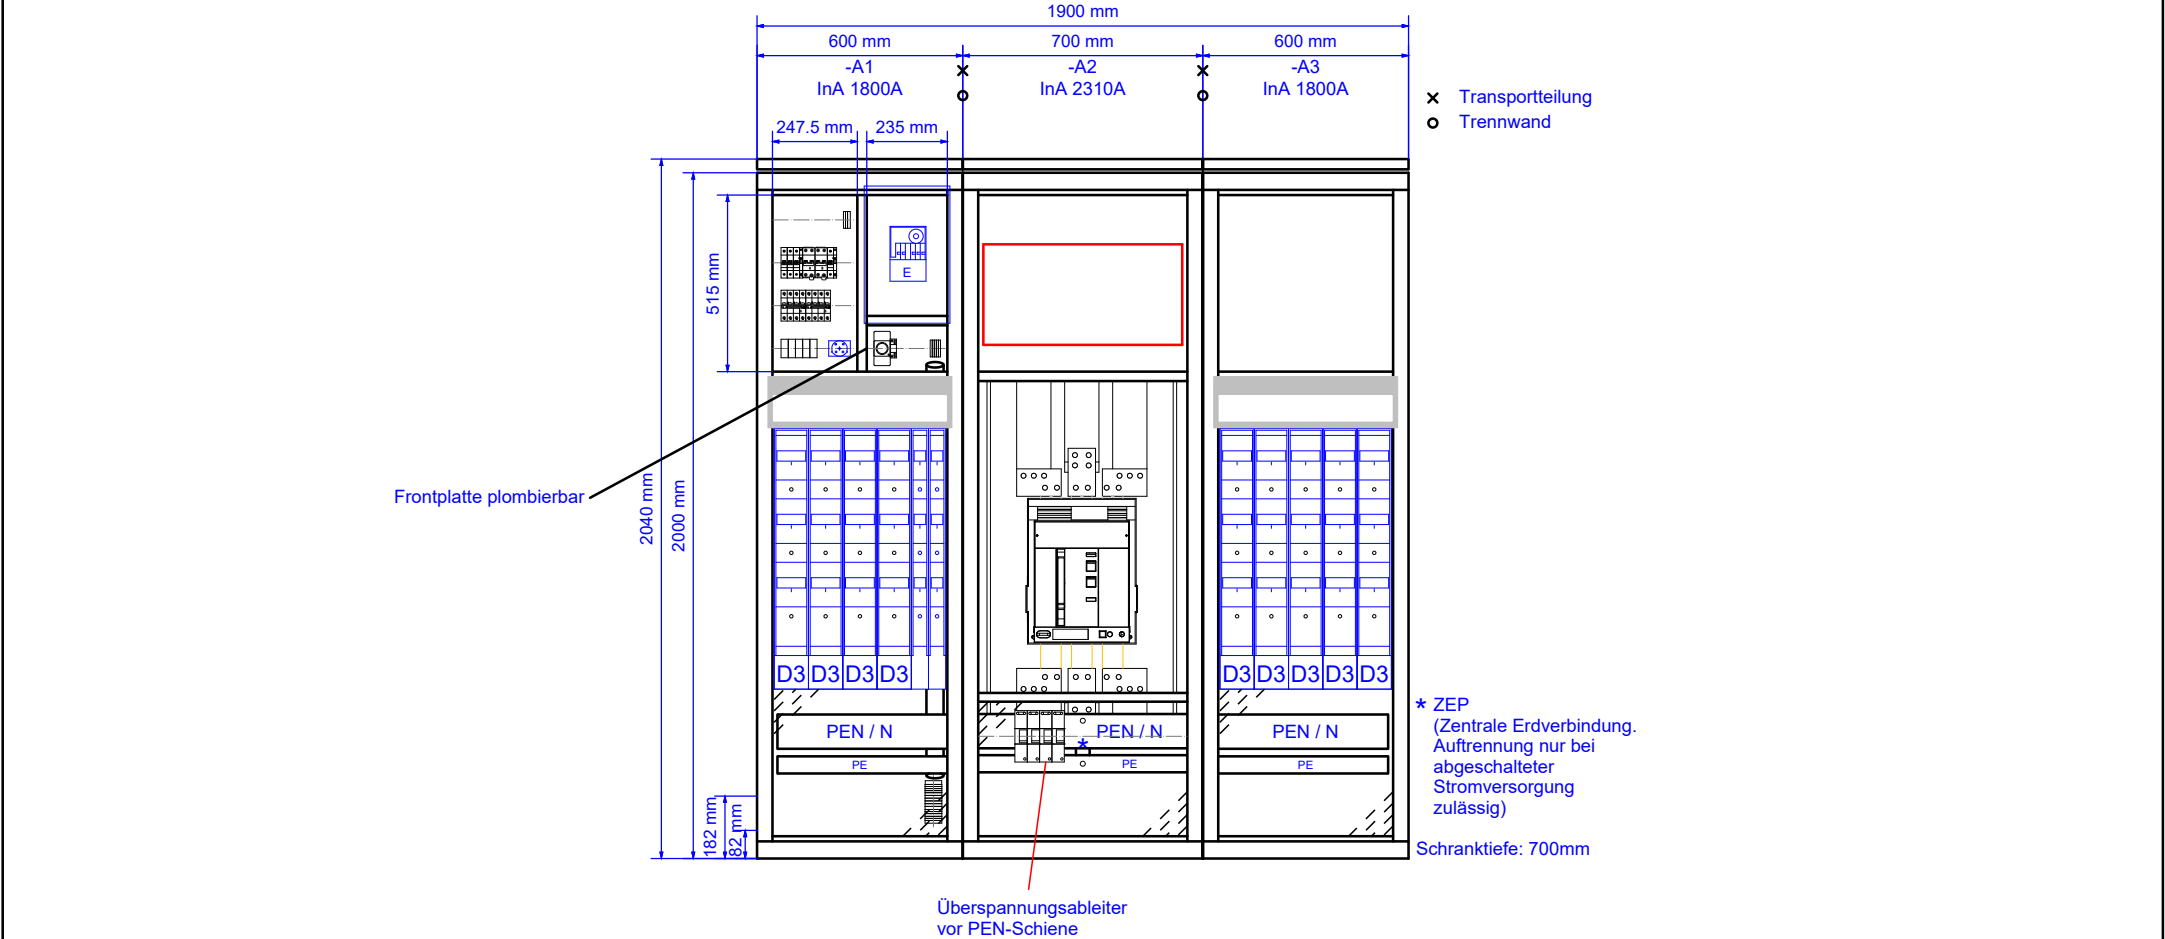 1900 mm
600 mm
700 mm
600 mm
-A1
-A2
-A3
InA 1800A
InA 2310A
InA 1800A
Transportteilung
Trennwand
247.5 mm
235 mm
515 mm
E
Frontplatte plombierbar
2040 mm
2000 mm
D3
D3
D3
D3
D3
D3
D3
D3
D3
PEN / N
PEN / N
PEN / N
PE
PE
PE
* ZEP
(Zentrale Erdverbindung.
Auftrennung nur bei
abgeschalteter
Stromversorgung
zulässig)
*
182 mm
82 mm
Schranktiefe: 700mm
Überspannungsableiter
vor PEN-Schiene